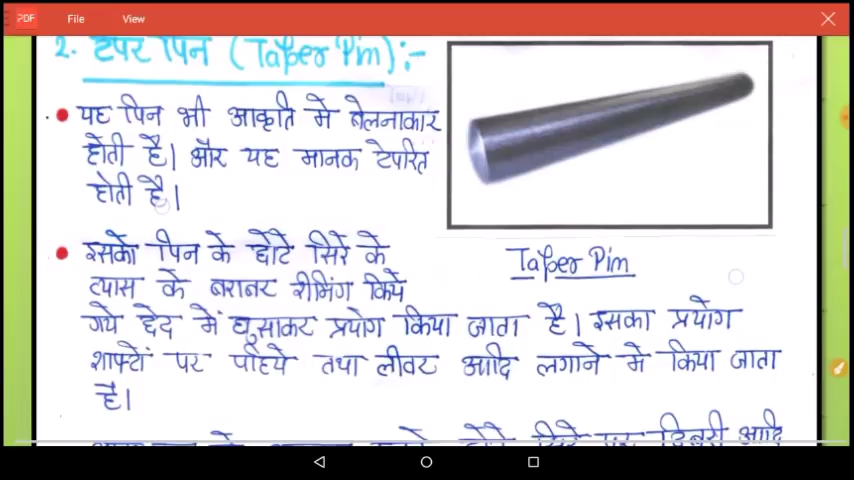 PDF File View
2. टेपर पिन (Taper Pin) :-
यह पिन भी आकृति मे बेलनाकार
होती है। और यह मानक टेपरित
होती है।
इसको पिन के छोटे सिरे के
व्यास के बराबर रीमिंग किये
गये छेद में घुसाकर प्रयोग किया जाता है। इसका प्रयोग
शाफ्टों पर पहिये तथा लीवर आदि लगाने मे किया जाता
है।
Taper Pin